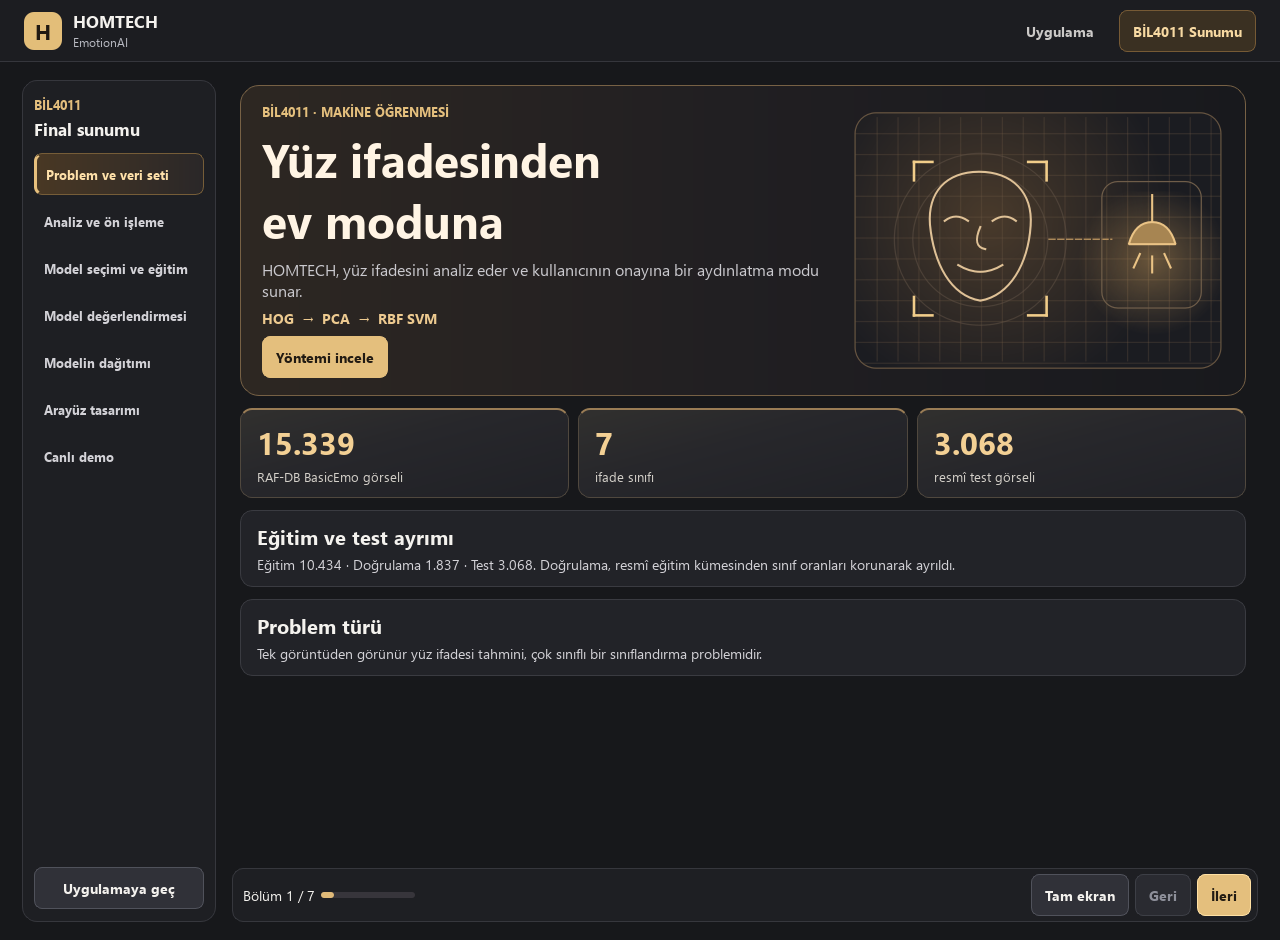 H
HOMTECH
EmotionAI
Uygulama
BİL4011 Sunumu
BİL4011
Final sunumu
Problem ve veri seti
Analiz ve ön işleme
Model seçimi ve eğitim
Model değerlendirmesi
Modelin dağıtımı
Arayüz tasarımı
Canlı demo
Uygulamaya geç
BİL4011 · MAKİNE ÖĞRENMESİ
Yüz ifadesinden
ev moduna
HOMTECH, yüz ifadesini analiz eder ve kullanıcının onayına bir aydınlatma modu
sunar.
HOG → PCA → RBF SVM
Yöntemi incele
15.339
RAF-DB BasicEmo görseli
7
ifade sınıfı
3.068
resmî test görseli
Eğitim ve test ayrımı
Eğitim 10.434 · Doğrulama 1.837 · Test 3.068. Doğrulama, resmî eğitim kümesinden sınıf oranları korunarak ayrıldı.
Problem türü
Tek görüntüden görünür yüz ifadesi tahmini, çok sınıflı bir sınıflandırma problemidir.
Bölüm 1 / 7
Tam ekran
Geri
İleri